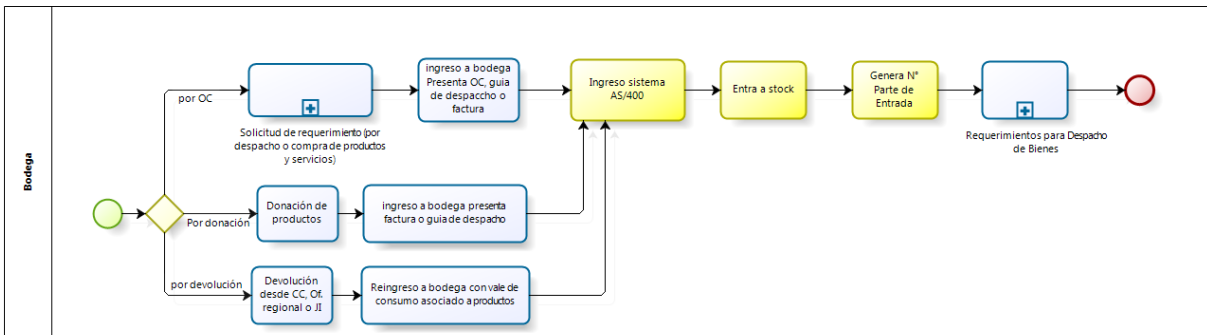 Bodega
por OC
Solicitud de requerimiento (por
despacho o compra de productos
y servicios)
ingreso a bodega
Presenta OC, guia
de despaccho o
factura
Ingreso sistema
AS/400
Entra a stock
Genera N°
Parte de
Entrada
Requerimientos para Despacho
de Bienes
Por donación
Donación de
productos
ingreso a bodega presenta
factura o guia de despacho
por devolución
Devolución
desde CC, Of.
regional o JI
Reingreso a bodega con vale de
consumo asociado a productos